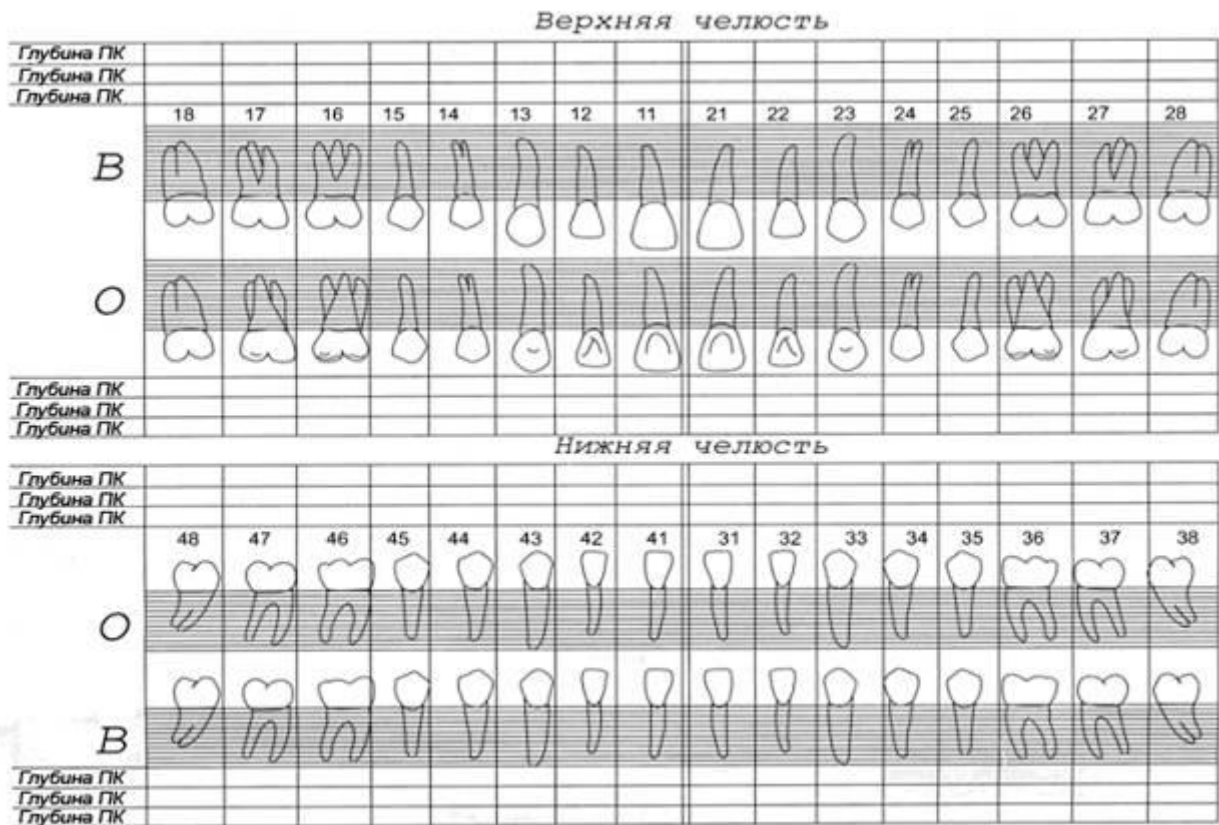 Верхняя челюсть
Глубина ПК
Глубина ПК
Глубина ПК
18 17 16 15 14 13 12 11 21 22 23 24 25 26 27 28
В
О
Глубина ПК
Глубина ПК
Глубина ПК
Нижняя челюсть
Глубина ПК
Глубина ПК
Глубина ПК
48 47 46 45 44 43 42 41 31 32 33 34 35 36 37 38
О
В
Глубина ПК
Глубина ПК
Глубина ПК